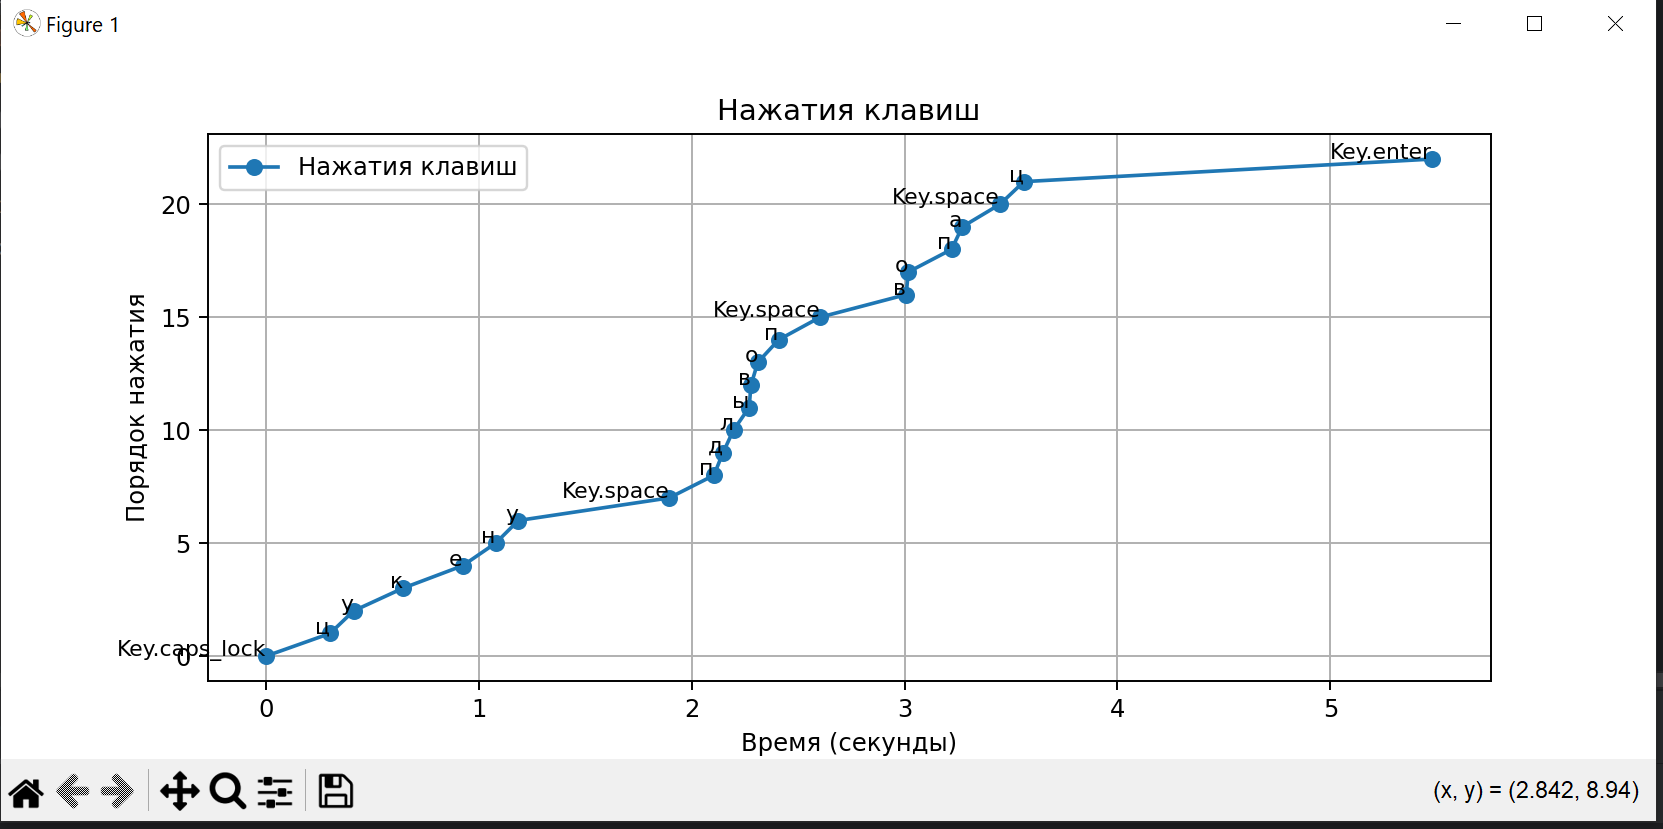 Figure 1
Нажатия клавиш
Нажатия клавиш
Порядок нажатия
20
15
10
5
0
Key.enter
ц
Key.space
а
п
о
в
Key.space
п
о
в
ы
л
д
п
Key.space
у
н
е
к
у
ц
Key.caps_lock
0 1 2 3 4 5
Время (секунды)
(x, y) = (2.842, 8.94)